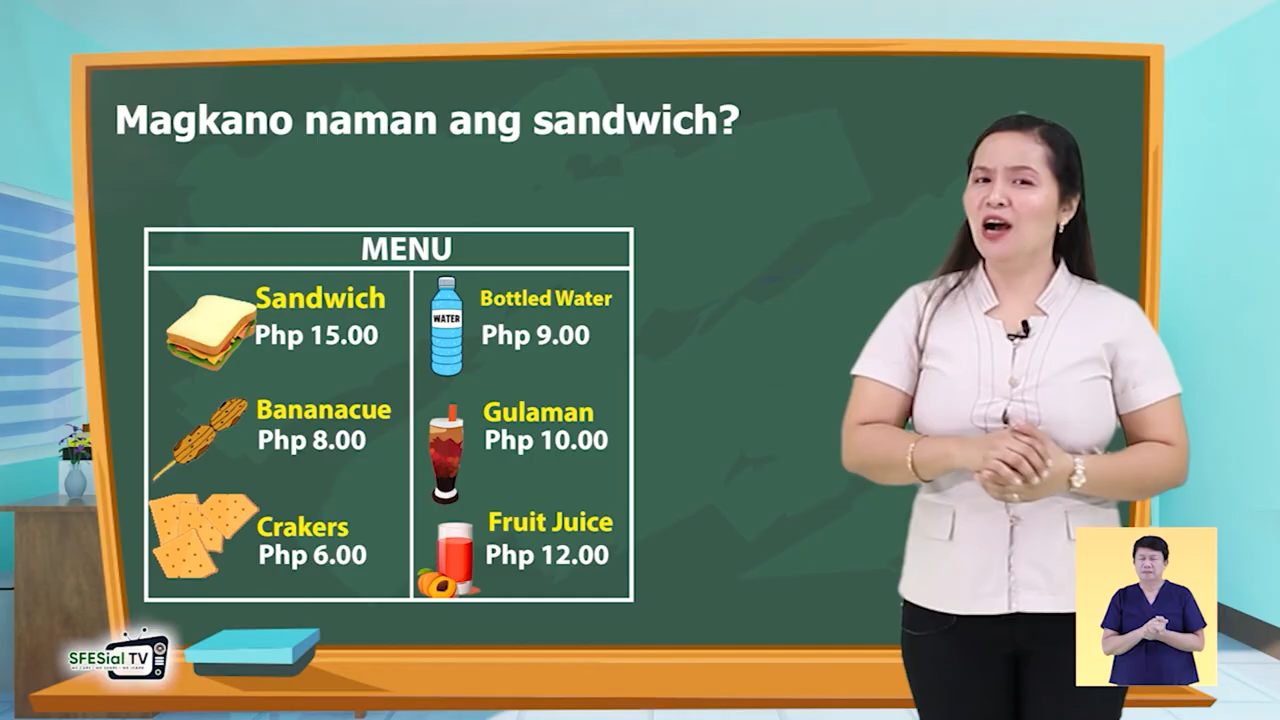 Magkano naman ang sandwich?
MENU
Sandwich
Php 15.00
Bananacue
Php 8.00
Crakers
Php 6.00
Bottled Water
Php 9.00
WATER
Gulaman
Php 10.00
Fruit Juice
Php 12.00
SFESial TV